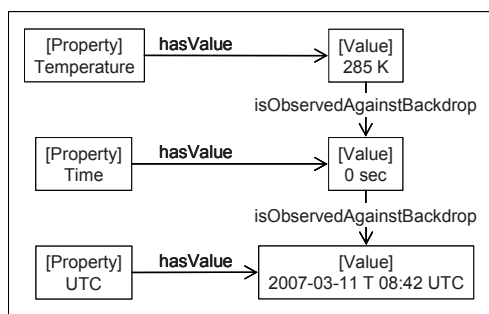 [Property]
Temperature
hasValue
[Value]
285 K
isObservedAgainstBackdrop
[Property]
Time
hasValue
[Value]
0 sec
isObservedAgainstBackdrop
[Property]
UTC
hasValue
[Value]
2007-03-11 T 08:42 UTC